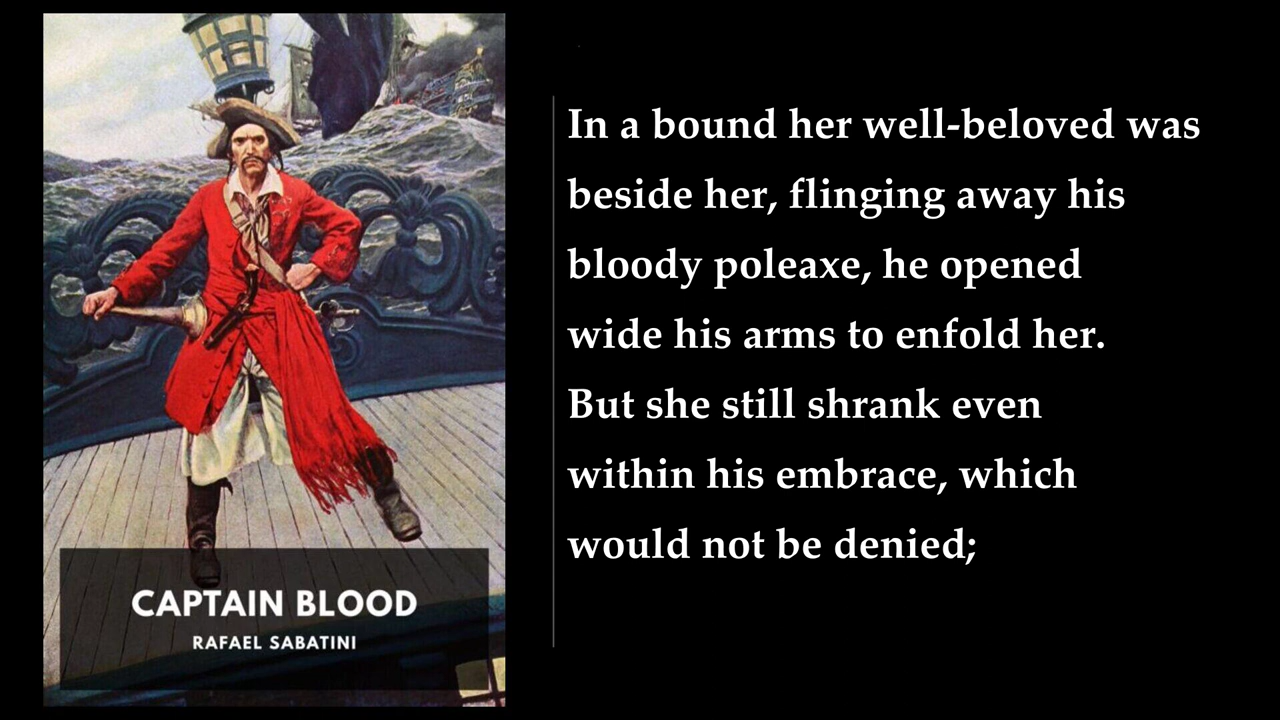 CAPTAIN BLOOD
RAFAEL SABATINI
In a bound her well-beloved was
beside her, flinging away his
bloody poleaxe, he opened
wide his arms to enfold her.
But she still shrank even
within his embrace, which
would not be denied;